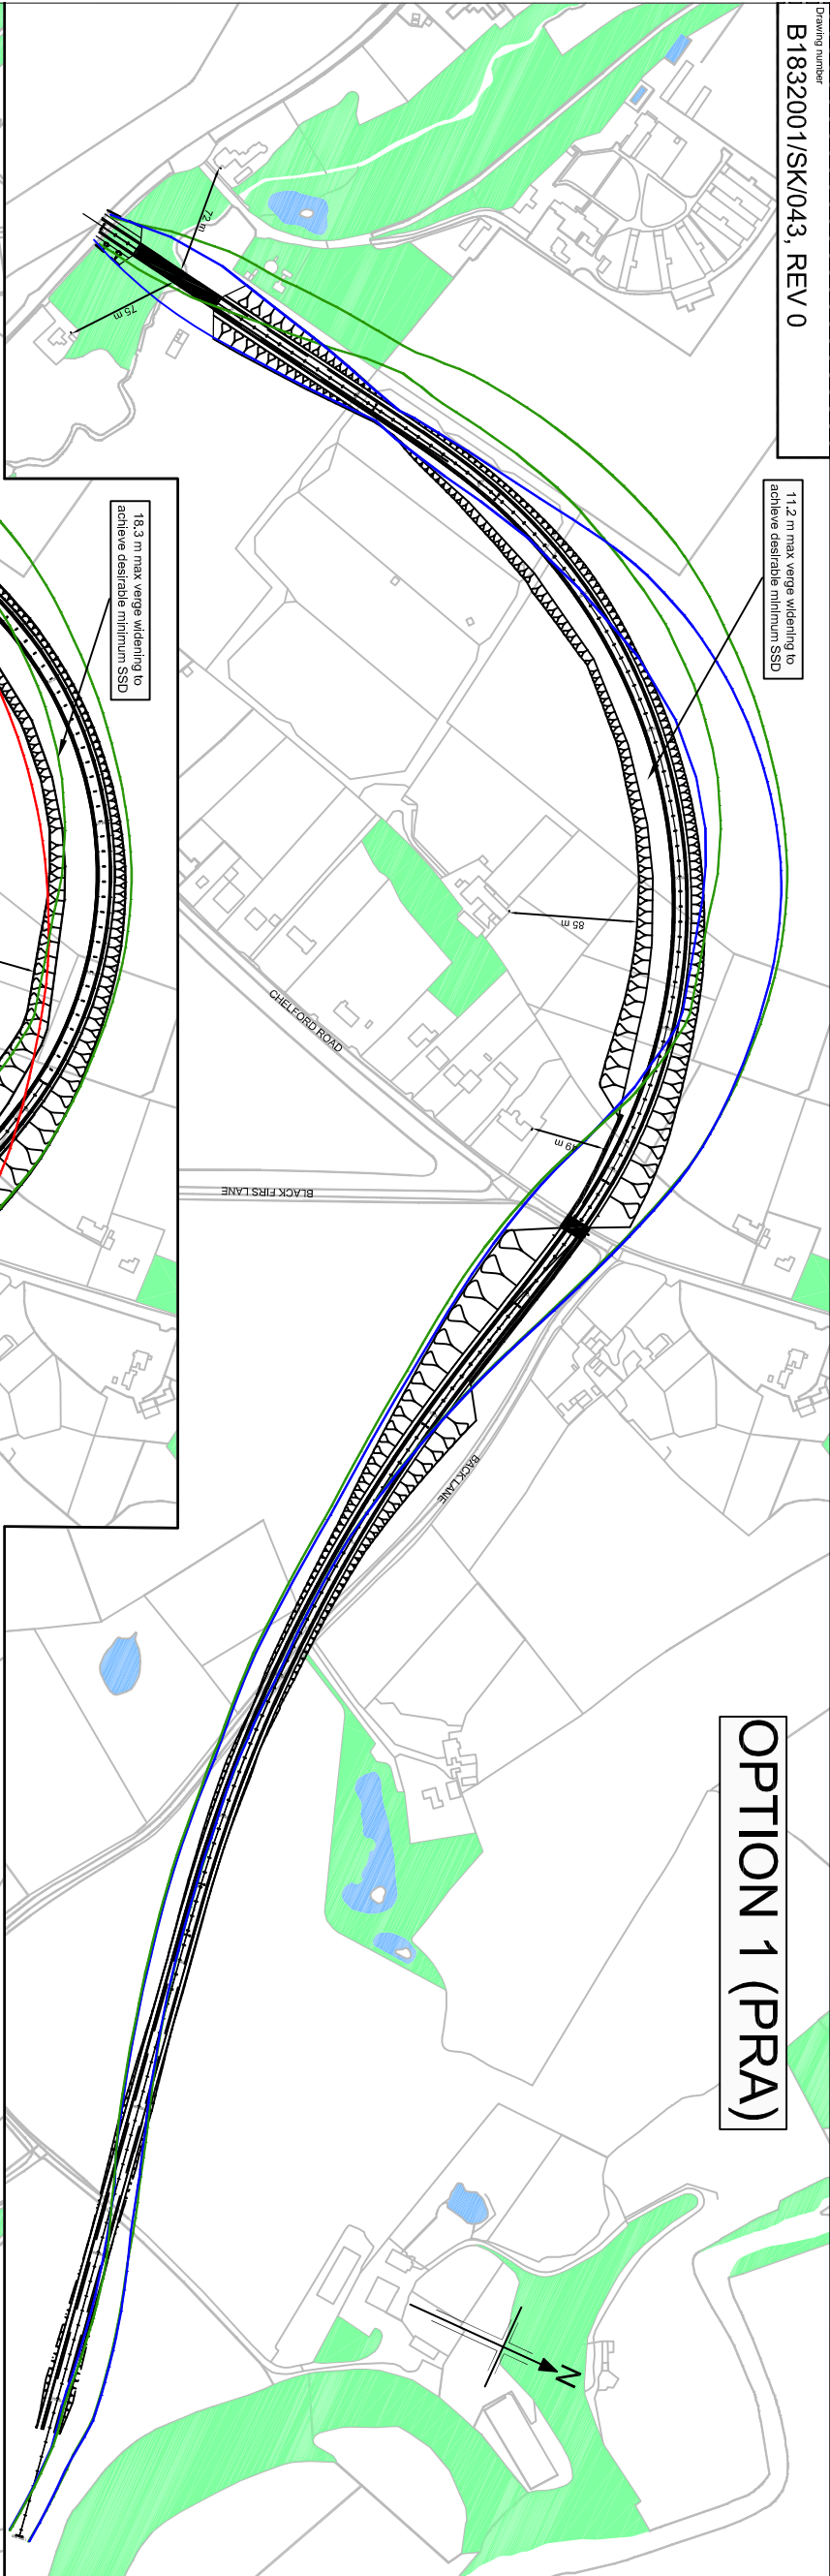 Drawing number
B1832001/SK/043, REV 0
11.2 m max verge widening to
achieve desirable minimum SSD
18.3 m max verge widening to
achieve desirable minimum SSD
72 m
75 m
85 m
CHELFORD ROAD
BLACK FIRS LANE
BACK LANE
OPTION 1 (PRA)
N